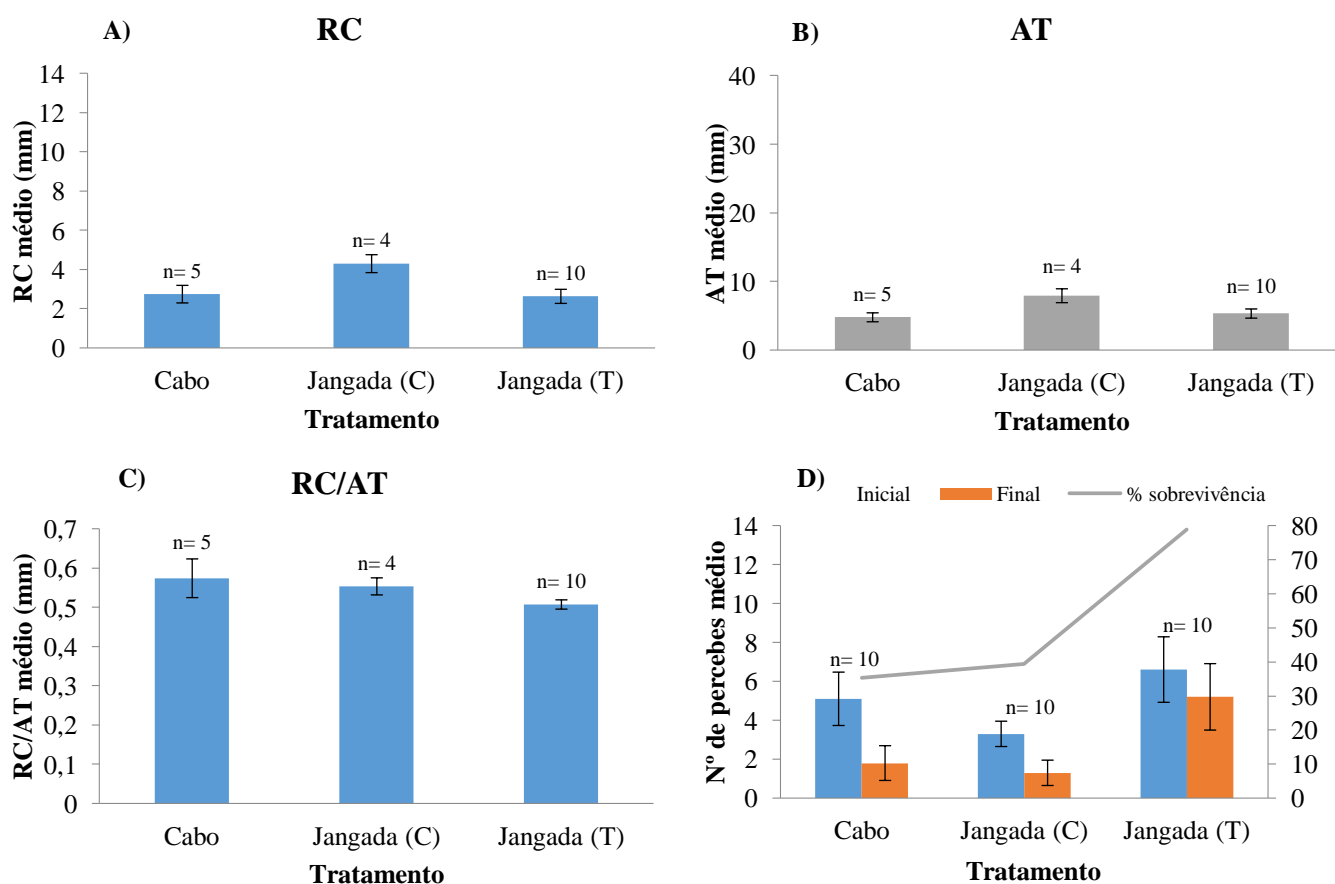 A)
RC
RC médio (mm)
14
12
10
8
6
4
2
0
n= 5
n= 4
n= 10
Cabo
Jangada (C)
Jangada (T)
Tratamento
B)
AT
AT médio (mm)
40
30
20
10
0
n= 5
n= 4
n= 10
Cabo
Jangada (C)
Jangada (T)
Tratamento
C)
RC/AT
RC/AT médio (mm)
0,7
0,6
0,5
0,4
0,3
0,2
0,1
0
n= 5
n= 4
n= 10
Cabo
Jangada (C)
Jangada (T)
Tratamento
D)
Inicial
Final
% sobrevivência
Nº de percebes médio
14
12
10
8
6
4
2
0
n= 10
n= 10
n= 10
80
70
60
50
40
30
20
10
0
Cabo
Jangada (C)
Jangada (T)
Tratamento